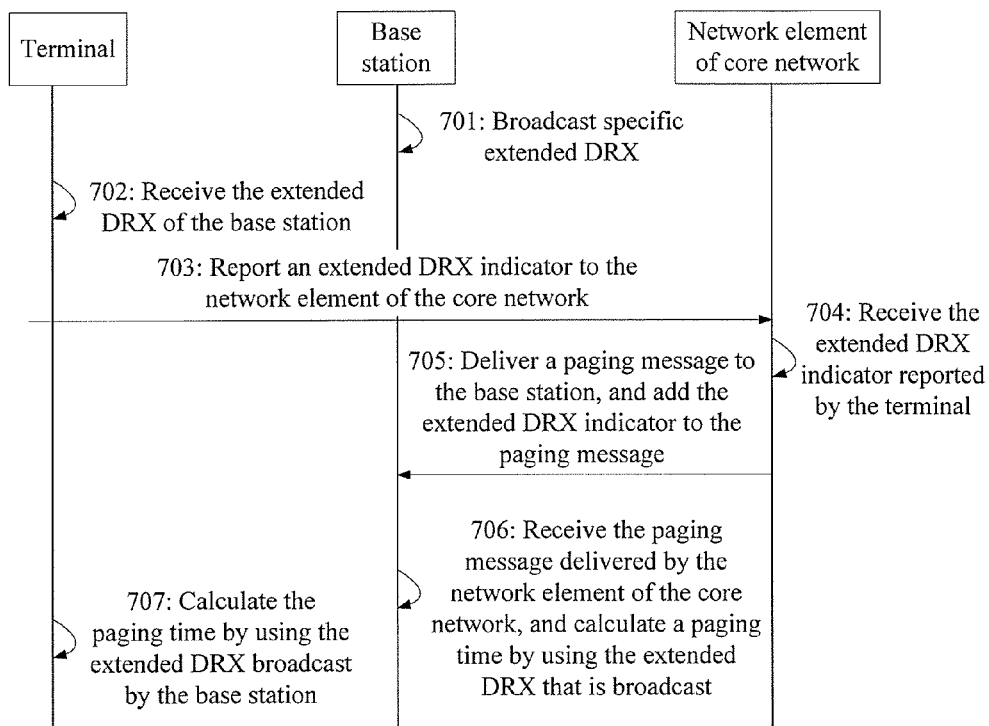 Terminal
Base
station
Network element
of core network
701: Broadcast specific
extended DRX
702: Receive the extended
DRX of the base station
703: Report an extended DRX indicator to the
network element of the core network
704: Receive the
extended DRX
indicator reported
by the terminal
705: Deliver a paging message to
the base station, and add the
extended DRX indicator to the
paging message
706: Receive the paging
message delivered by the
network element of the core
network, and calculate a paging
time by using the extended
DRX that is broadcast
707: Calculate the
paging time by using the
extended DRX broadcast
by the base station